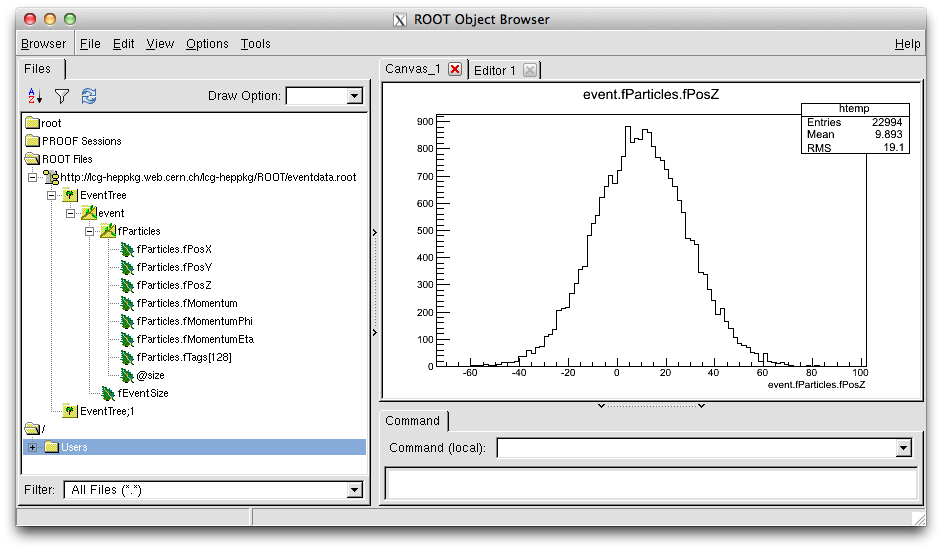 X ROOT Object Browser
Browser File Edit View Options Tools Help
Files
Draw Option:
root
PROOF Sessions
ROOT Files
http://lcg-heppkg.web.cern.ch/lcg-heppkg/ROOT/eventdata.root
EventTree
event
fParticles
fParticles.fPosX
fParticles.fPosY
fParticles.fPosZ
fParticles.fMomentum
fParticles.fMomentumPhi
fParticles.fMomentumEta
fParticles.fTags[128]
@size
fEventSize
EventTree;1
/
Users
Filter: All Files (*.*)
Canvas_1 Editor 1
event.fParticles.fPosZ
htemp
Entries 22994
Mean 9.893
RMS 19.1
900
800
700
600
500
400
300
200
100
0
-60 -40 -20 0 20 40 60 80 100
event.fParticles.fPosZ
Command
Command (local):